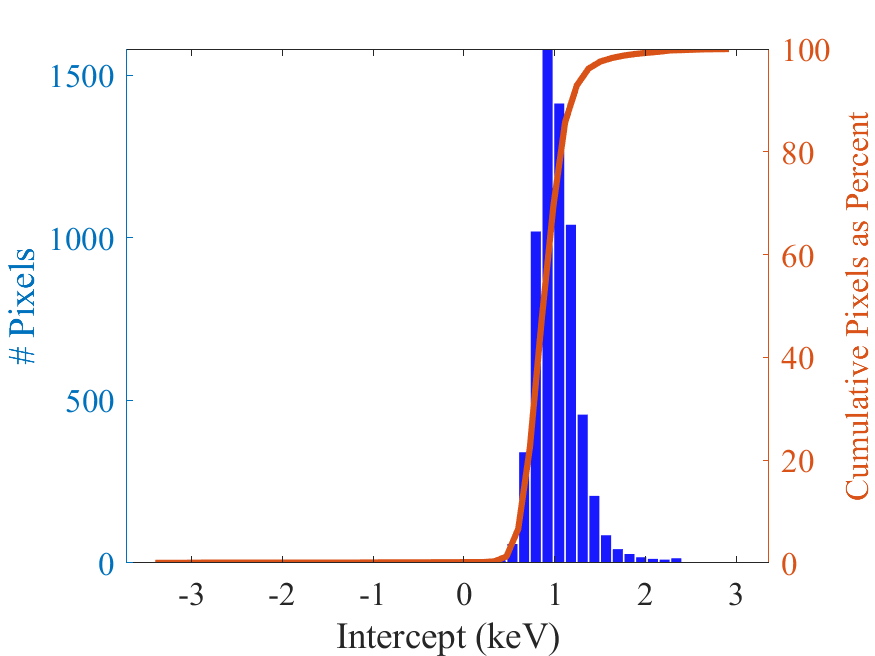 1500
1000
500
0
# Pixels
100
80
60
40
20
0
Cumulative Pixels as Percent
-3 -2 -1 0 1 2 3
Intercept (keV)